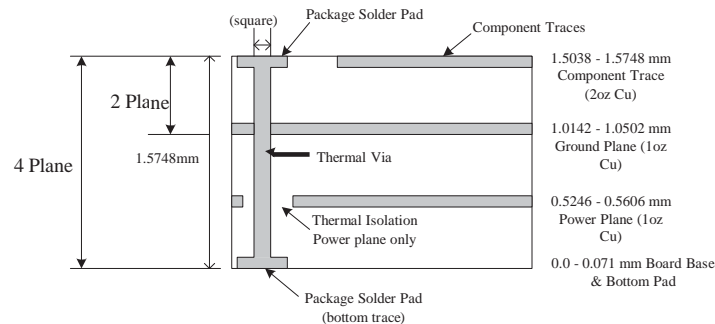 (square)
Package Solder Pad
Component Traces
1.5038 - 1.5748 mm
Component Trace
(2oz Cu)
2 Plane
4 Plane
1.5748mm
Thermal Via
1.0142 - 1.0502 mm
Ground Plane (1oz
Cu)
Thermal Isolation
Power plane only
0.5246 - 0.5606 mm
Power Plane (1oz
Cu)
0.0 - 0.071 mm Board Base
& Bottom Pad
Package Solder Pad
(bottom trace)